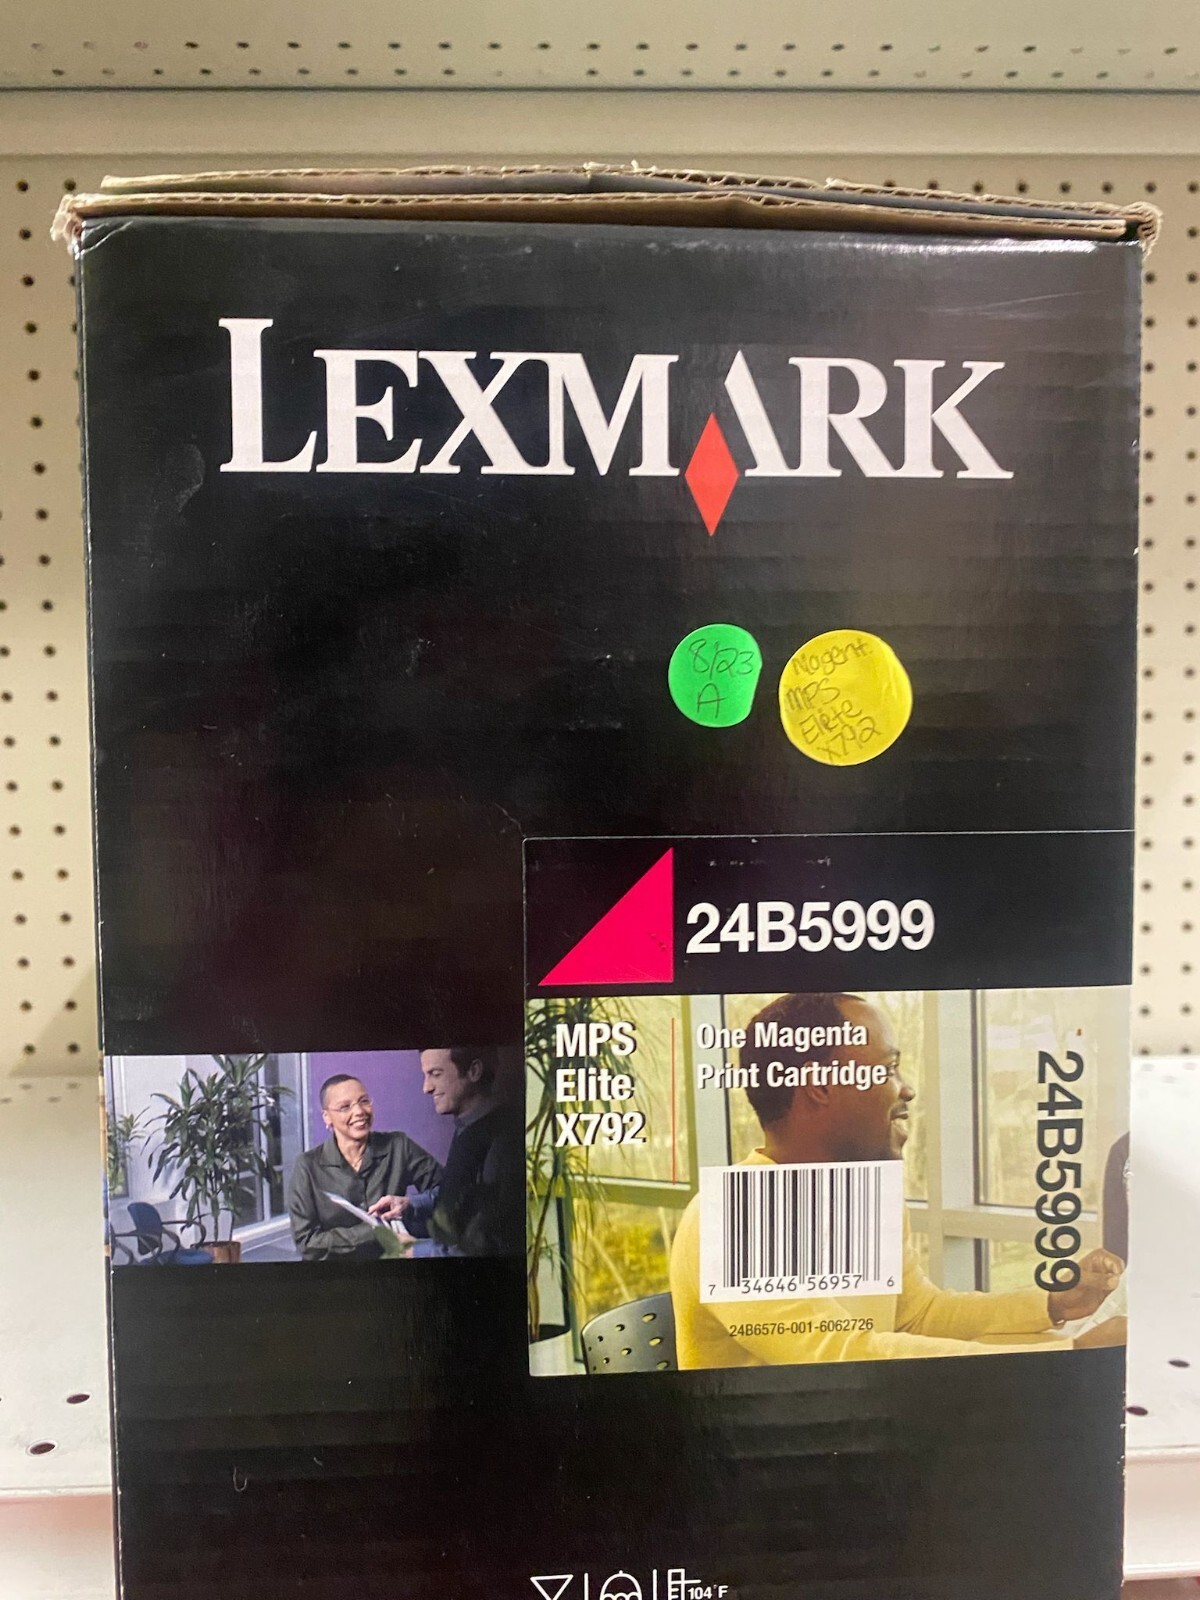 LEXMARK
8/23
A
Magent.
MPS
Elite
X792
24B5999
MPS
Elite
X792
One Magenta
Print Cartridge
24B5999
7 34646 56957 6
24B6576-001-6062726
104°F